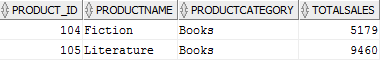 PRODUCT_ID PRODUCTNAME PRODUCTCATEGORY TOTALSALES
104 Fiction Books 5179
105 Literature Books 9460